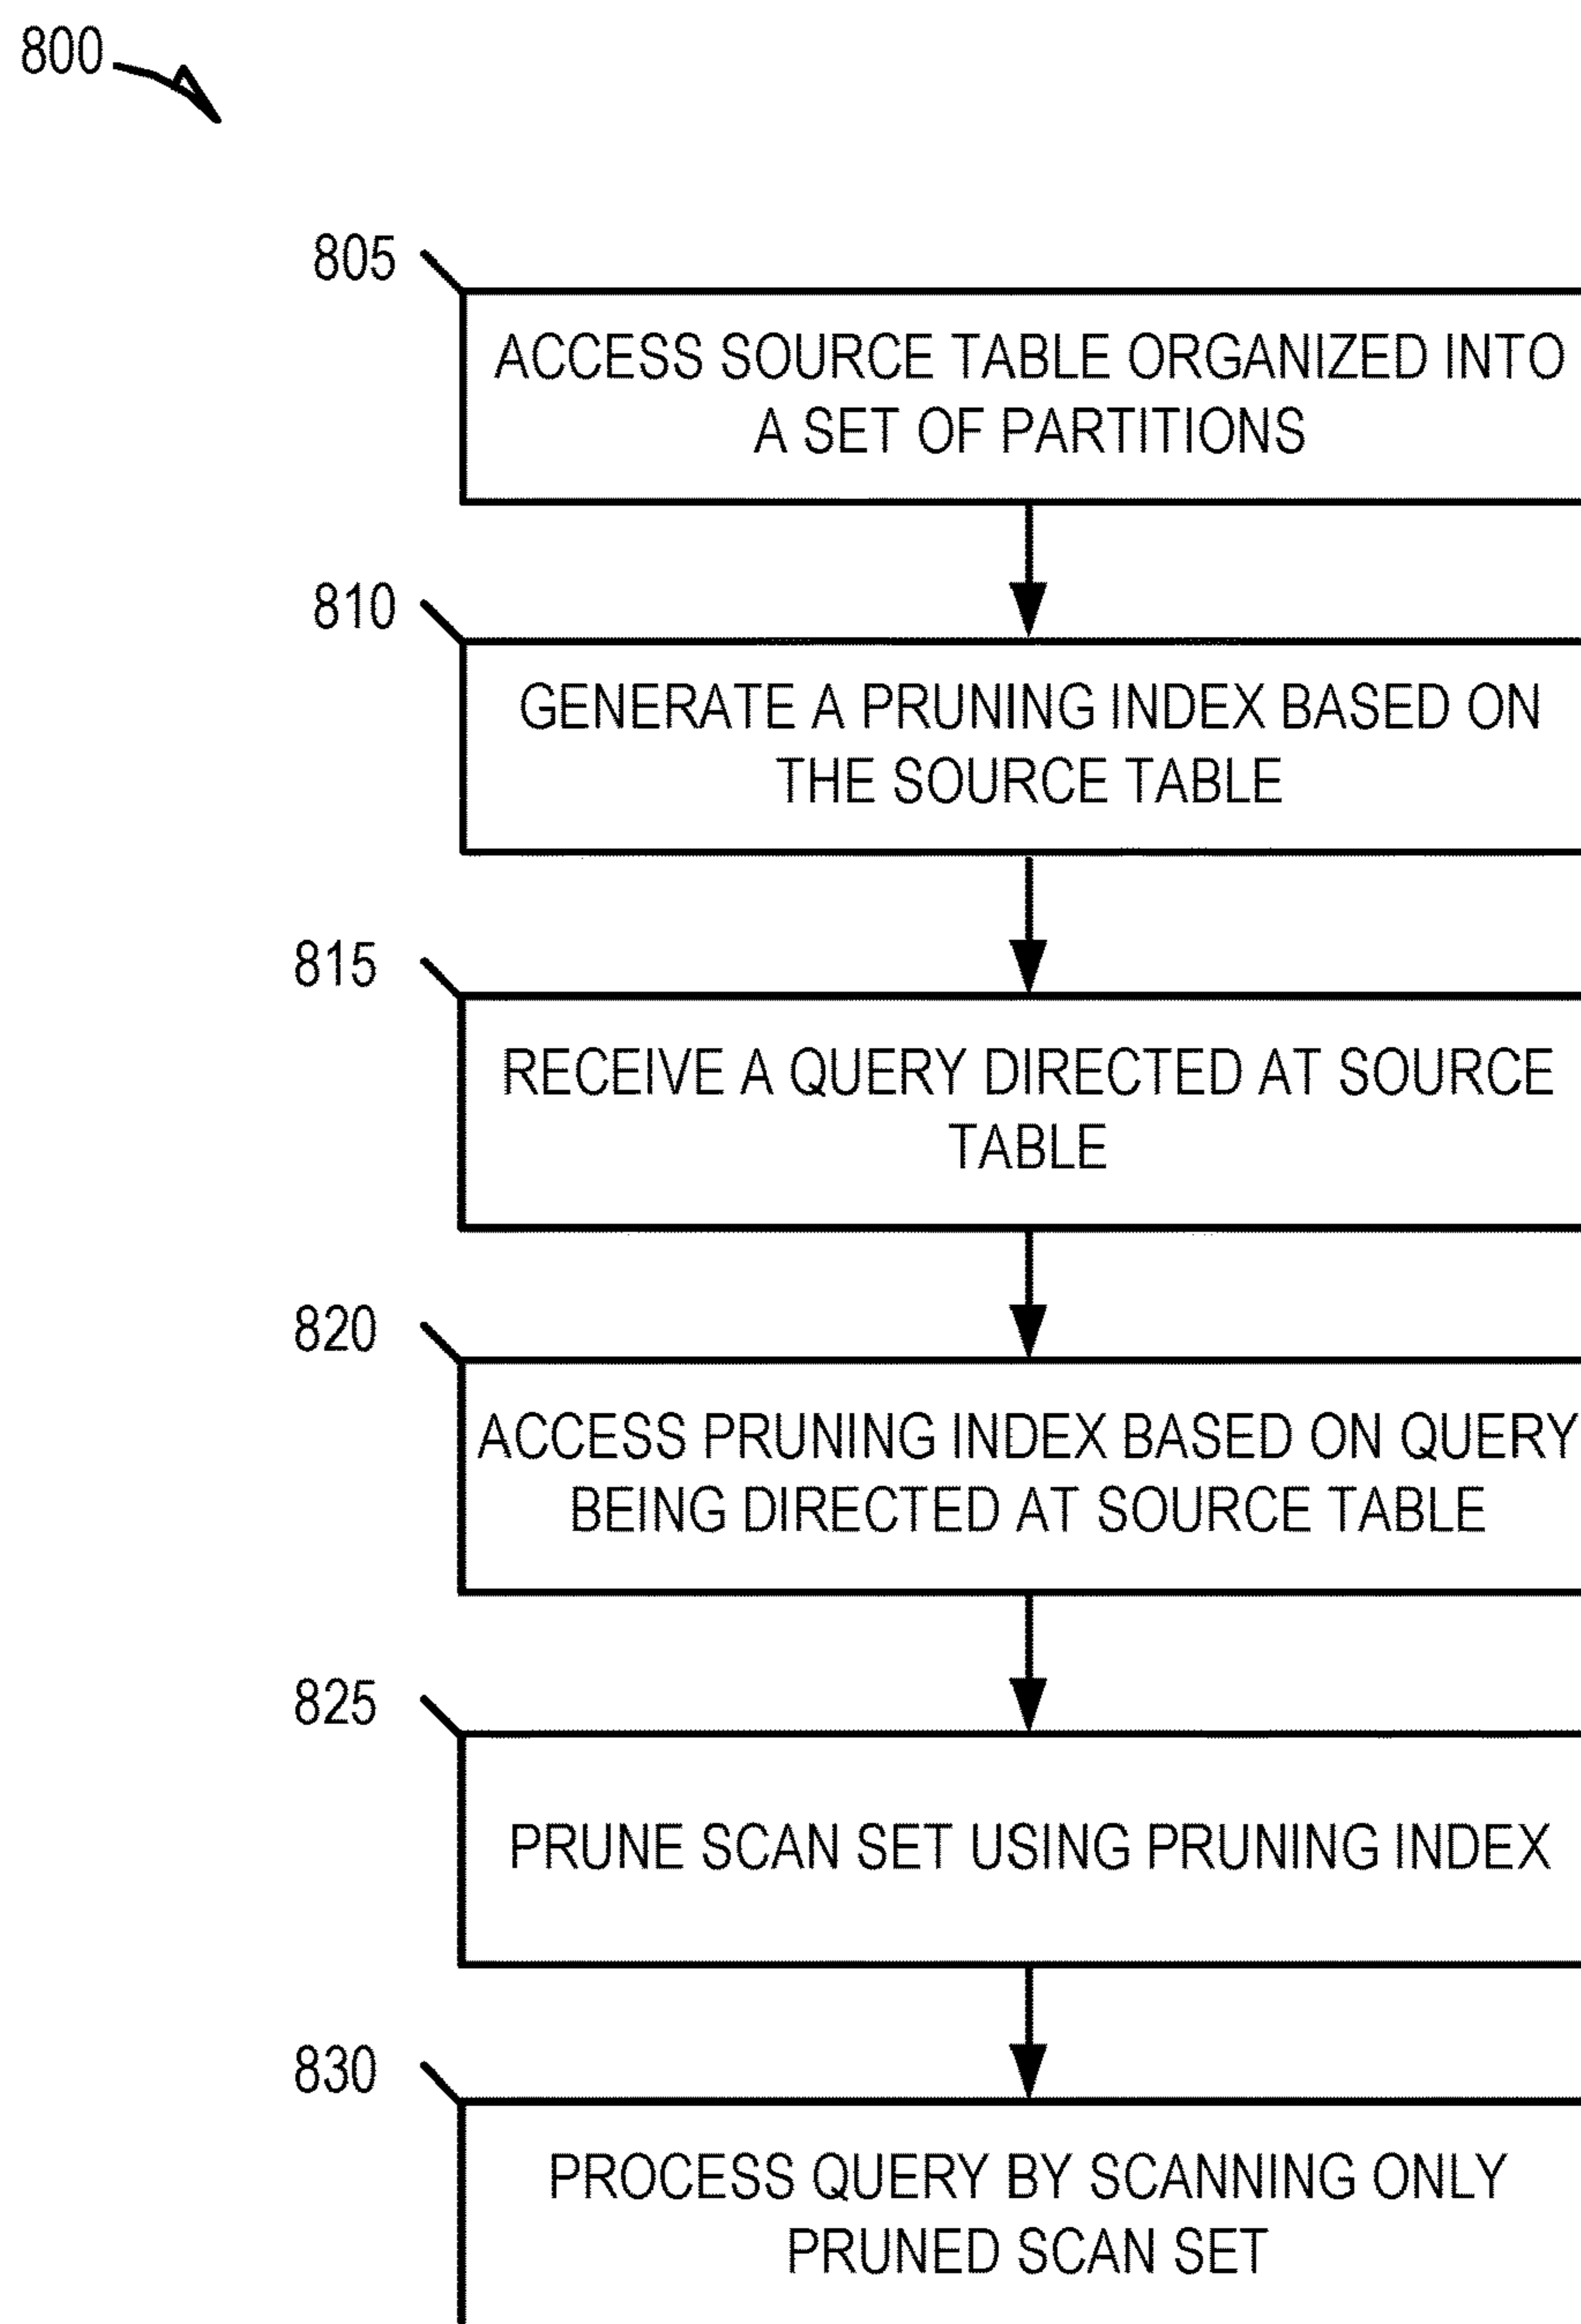 800
805
ACCESS SOURCE TABLE ORGANIZED INTO
A SET OF PARTITIONS
810
GENERATE A PRUNING INDEX BASED ON
THE SOURCE TABLE
815
RECEIVE A QUERY DIRECTED AT SOURCE
TABLE
820
ACCESS PRUNING INDEX BASED ON QUERY
BEING DIRECTED AT SOURCE TABLE
825
PRUNE SCAN SET USING PRUNING INDEX
830
PROCESS QUERY BY SCANNING ONLY
PRUNED SCAN SET